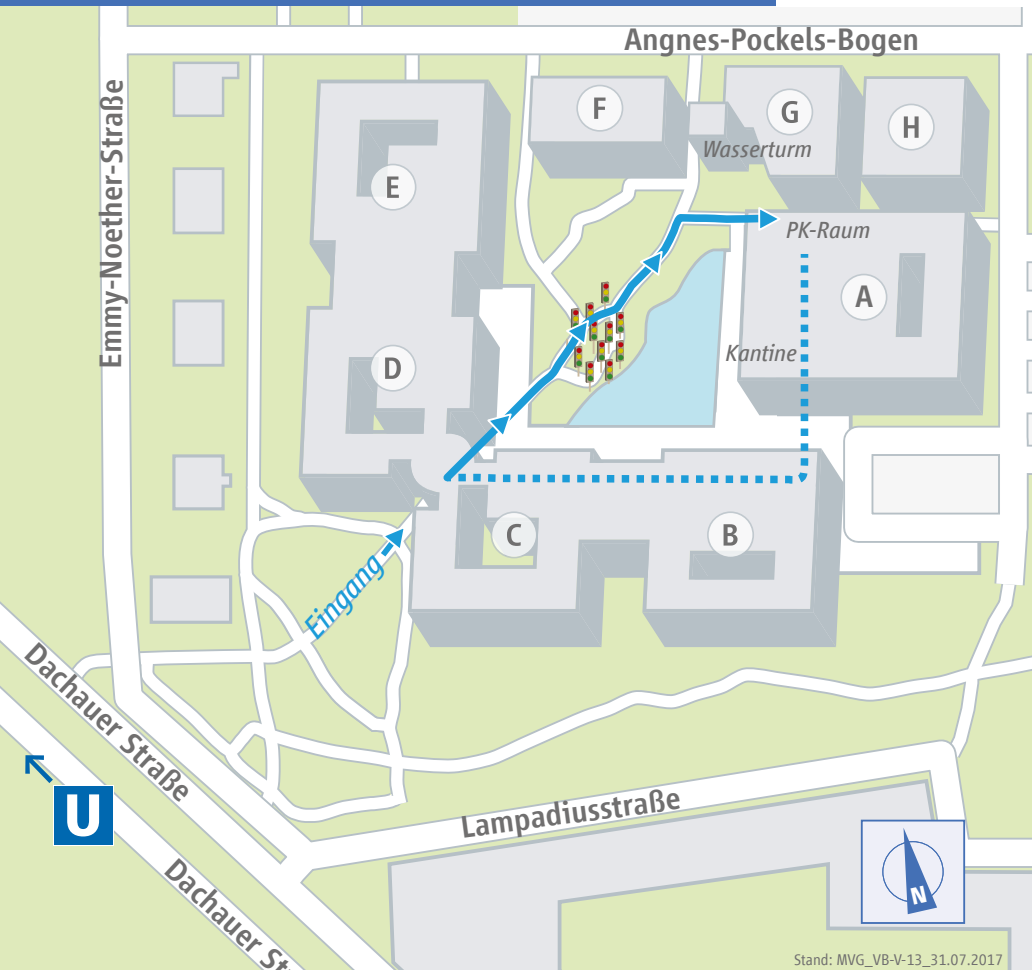 Angnes-Pockels-Bogen
Emmy-Noether-Straße
F
G
H
Wasserturm
E
PK-Raum
A
Kantine
D
C
B
Eingang
Dachauer Straße
U
Lampadiusstraße
Dachauer St
N
Stand: MVG_VB-V-13_31.07.2017